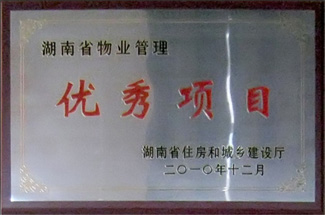 湖南省物业管理
优秀项目
湖南省住房和城乡建设厅
二〇一〇年十二月